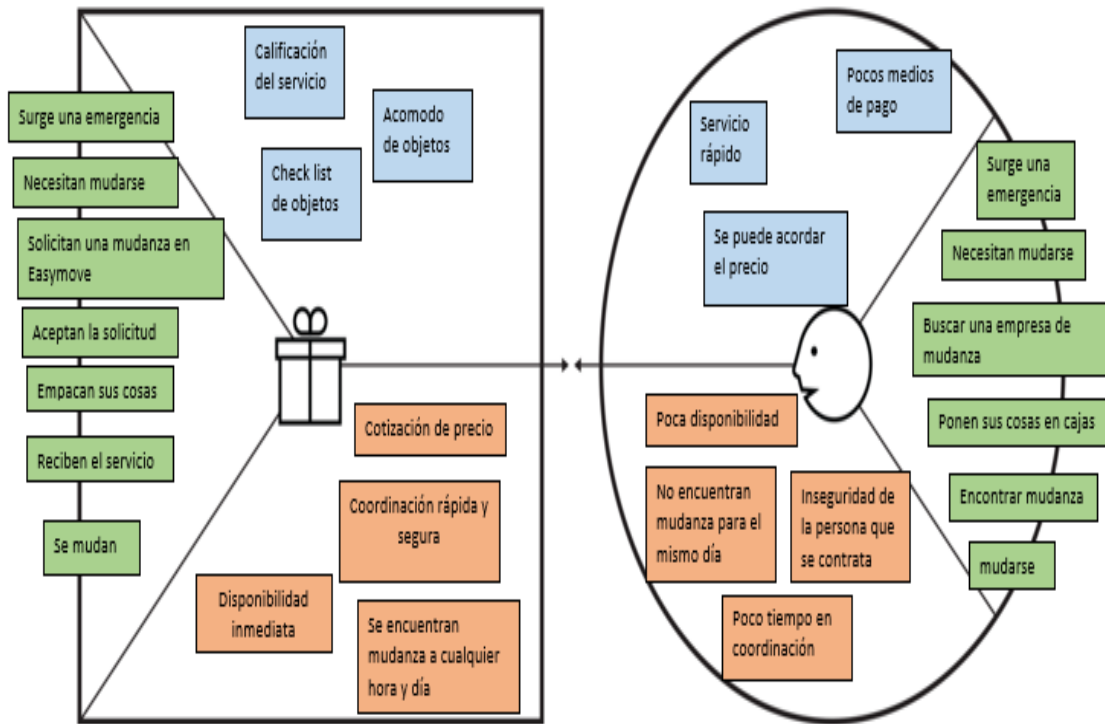 Calificación
del servicio
Acomodo
de objetos
Check list
de objetos
Surge una emergencia
Necesitan mudarse
Solicitan una mudanza en
Easymove
Aceptan la solicitud
Empacan sus cosas
Reciben el servicio
Se mudan
Cotización de precio
Coordinación rápida y
segura
Disponibilidad
inmediata
Se encuentran
mudanza a cualquier
hora y día
Pocos medios
de pago
Servicio
rápido
Se puede acordar
el precio
Surge una
emergencia
Necesitan mudarse
Buscar una empresa de
mudanza
Ponen sus cosas en cajas
Encontrar mudanza
mudarse
Poca disponibilidad
No encuentran
mudanza para el
mismo día
Inseguridad de
la persona que
se contrata
Poco tiempo en
coordinación